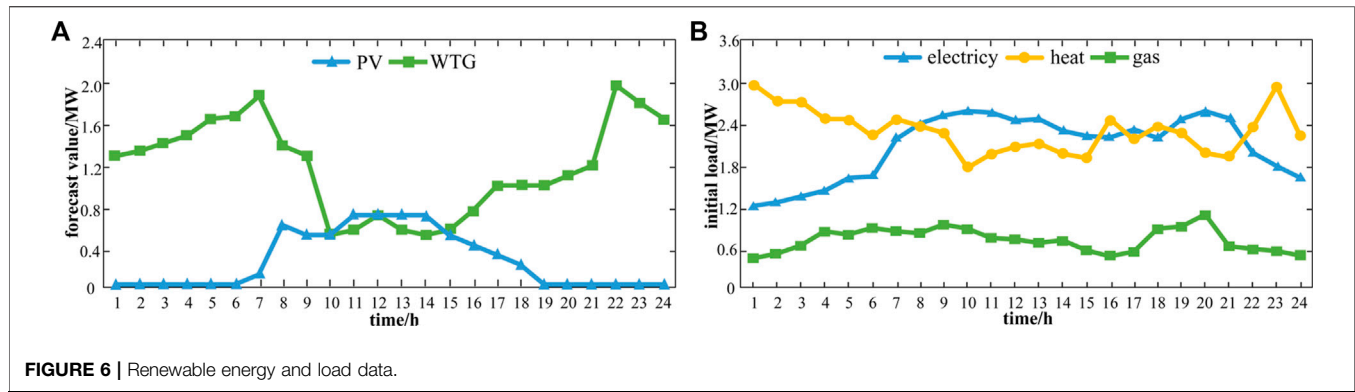 A
2.4
2.0
1.6
1.2
0.8
0.4
0
forecast value/MW
PV WTG
1 2 3 4 5 6 7 8 9 10 11 12 13 14 15 16 17 18 19 20 21 22 23 24
time/h
B
3.6
3.0
2.4
1.8
1.2
0.6
0
initial load/MW
electricy heat gas
1 2 3 4 5 6 7 8 9 10 11 12 13 14 15 16 17 18 19 20 21 22 23 24
time/h
FIGURE 6 | Renewable energy and load data.